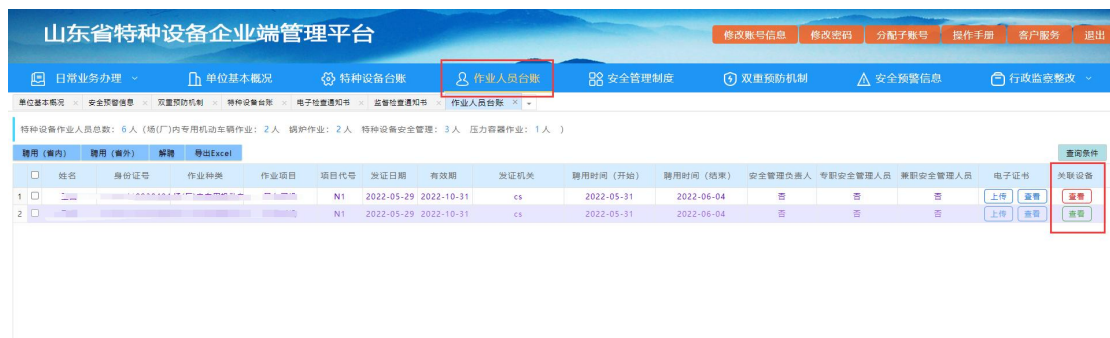 山东省特种设备企业端管理平台
修改账号信息 修改密码 分配子账号 操作手册 客户服务 退出
日常业务办理 单位基本概况 特种设备台账 作业人员台账 安全管理制度 双重预防机制 安全预警信息 行政监察整改
单位基本概况 × 安全预警信息 × 双重预防机制 × 特种设备台账 × 电子检查通知书 × 监督检查通知书 × 作业人员台账 ×
特种设备作业人员总数: 6人 (场(厂)内专用机动车辆作业: 2人 锅炉作业: 2人 特种设备安全管理: 3人 压力容器作业: 1人 )
聘用 (省内) 聘用 (省外) 解聘 导出Excel 查询条件
姓名 身份证号 作业种类 作业项目 项目代号 发证日期 有效期 发证机关 聘用时间 (开始) 聘用时间 (结束) 安全管理负责人 专职安全管理人员 兼职安全管理人员 电子证书 关联设备
1 N1 2022-05-29 2022-10-31 cs 2022-05-31 2022-06-04 否 否 否 上传 查看 查看
2 N1 2022-05-29 2022-10-31 cs 2022-05-31 2022-06-04 否 否 否 上传 查看 查看